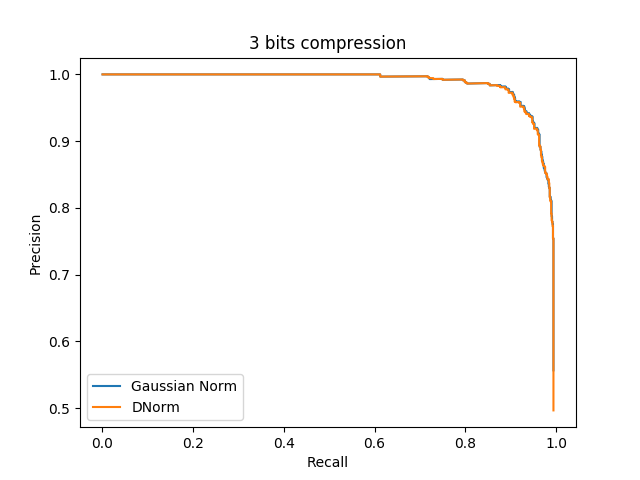 3 bits compression
Precision
1.0
0.9
0.8
0.7
0.6
0.5
Gaussian Norm
DNorm
0.0 0.2 0.4 0.6 0.8 1.0
Recall